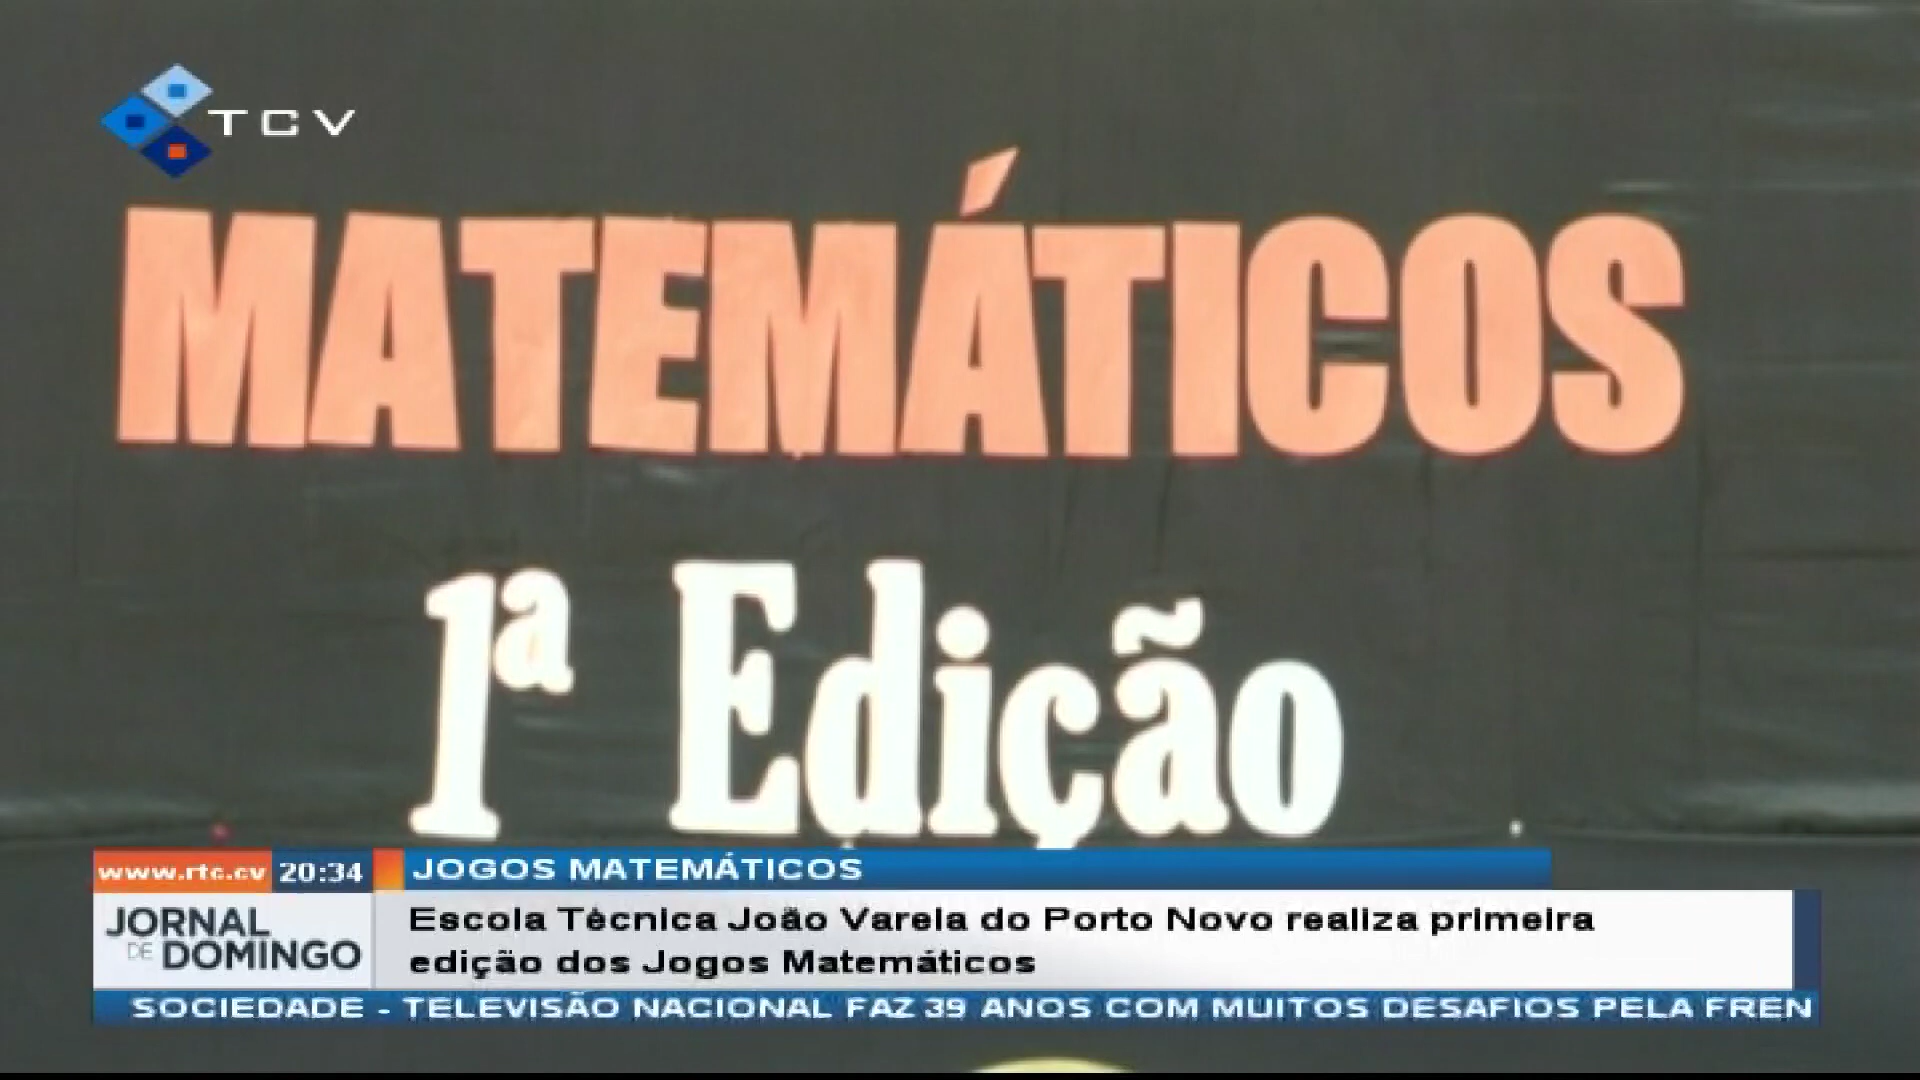 TCV
MATEMÁTICOS
1ª Edição
www.rtc.cv 20:34 JOGOS MATEMÁTICOS
JORNAL DE DOMINGO
Escola Técnica João Varela do Porto Novo realiza primeira
edição dos Jogos Matemáticos
SOCIEDADE - TELEVISÃO NACIONAL FAZ 39 ANOS COM MUITOS DESAFIOS PELA FREN